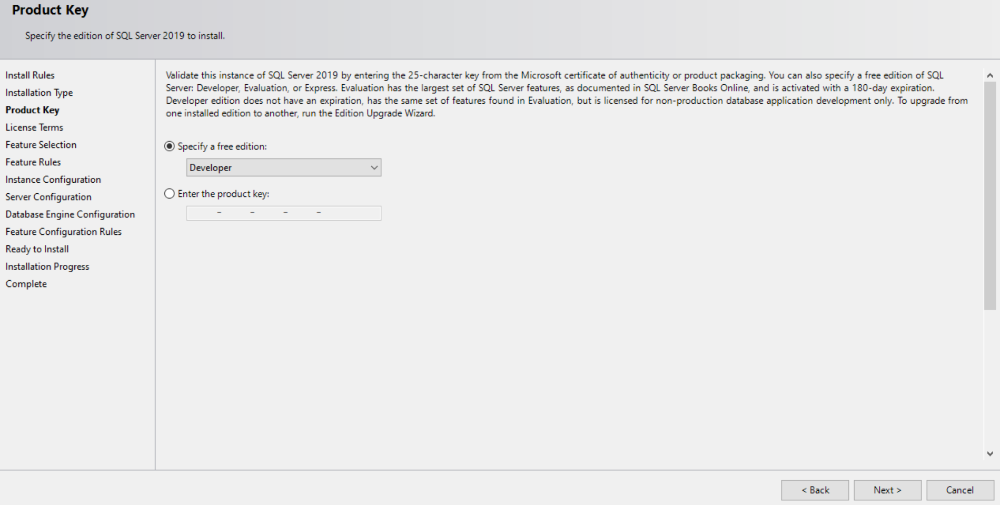 Product Key
Specify the edition of SQL Server 2019 to install.
Install Rules
Installation Type
Product Key
License Terms
Feature Selection
Feature Rules
Instance Configuration
Server Configuration
Database Engine Configuration
Feature Configuration Rules
Ready to Install
Installation Progress
Complete
Validate this instance of SQL Server 2019 by entering the 25-character key from the Microsoft certificate of authenticity or product packaging. You can also specify a free edition of SQL
Server: Developer, Evaluation, or Express. Evaluation has the largest set of SQL Server features, as documented in SQL Server Books Online, and is activated with a 180-day expiration.
Developer edition does not have an expiration, has the same set of features found in Evaluation, but is licensed for non-production database application development only. To upgrade from
one installed edition to another, run the Edition Upgrade Wizard.
Specify a free edition:
Developer
Enter the product key:
- - - -
< Back
Next >
Cancel